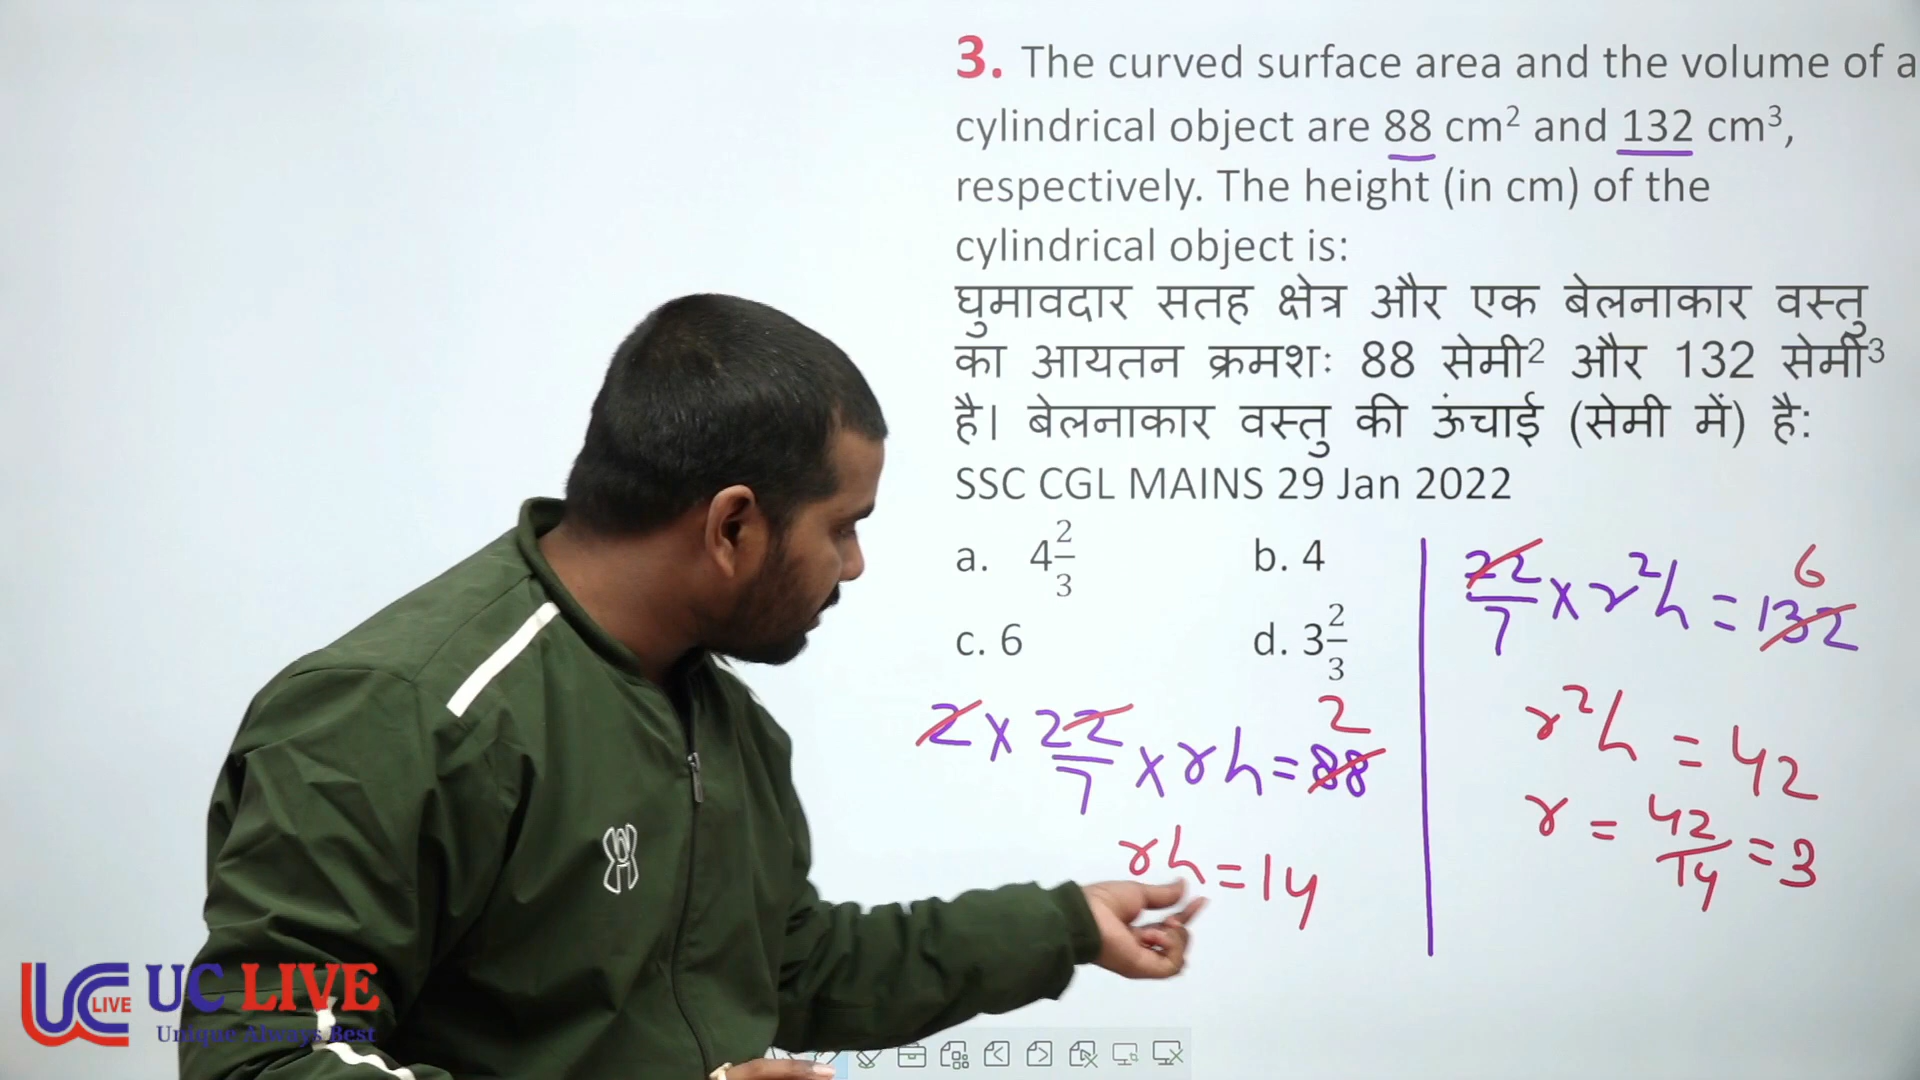 3. The curved surface area and the volume of a
cylindrical object are 88 cm² and 132 cm³,
respectively. The height (in cm) of the
cylindrical object is:
घुमावदार सतह क्षेत्र और एक बेलनाकार वस्तु
का आयतन क्रमशः 88 सेमी² और 132 सेमी³
है। बेलनाकार वस्तु की ऊंचाई (सेमी में) है:
SSC CGL MAINS 29 Jan 2022
a. 4 2/3
b. 4
c. 6
d. 3 2/3
2 × 22/7 × rh = 88 2
rh = 14
22/7 × r²h = 132 6
r²h = 42
r = 42/14 = 3
UC LIVE UC LIVE
Unique Always Best